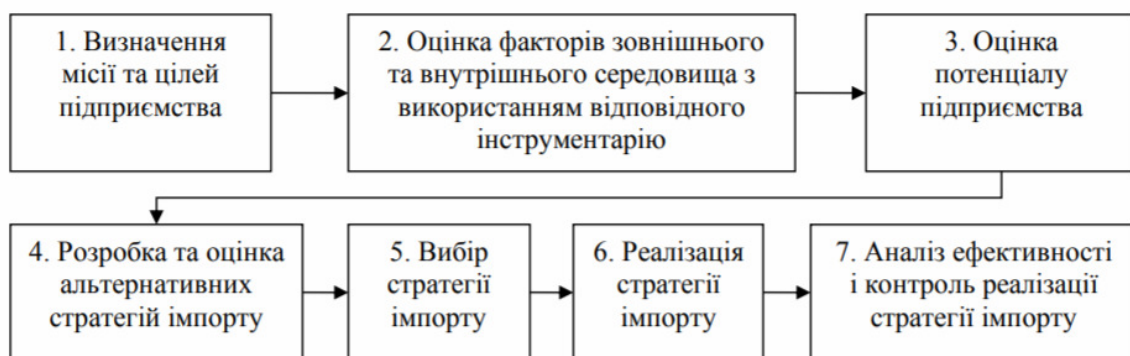 1. Визначення
місії та цілей
підприємства
2. Оцінка факторів зовнішнього
та внутрішнього середовища з
використанням відповідного
інструментарію
3. Оцінка
потенціалу
підприємства
4. Розробка та оцінка
альтернативних
стратегій імпорту
5. Вибір
стратегії
імпорту
6. Реалізація
стратегії
імпорту
7. Аналіз ефективності
і контроль реалізації
стратегії імпорту